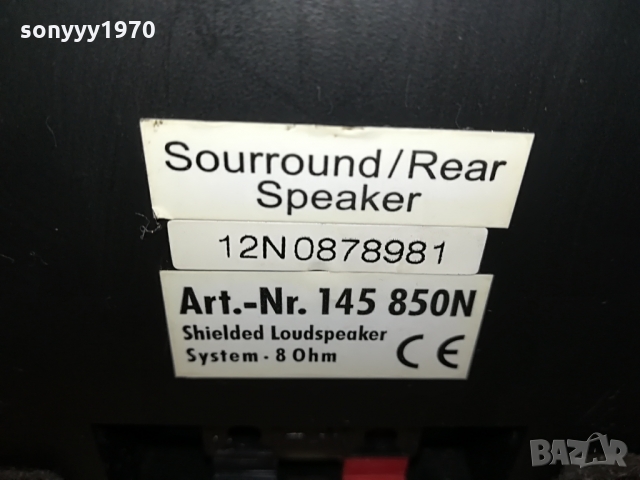 sonyyy1970
Sourround/Rear
Speaker
12N0878981
Art.-Nr. 145 850N
Shielded Loudspeaker
System - 8 Ohm CE
BAZAR